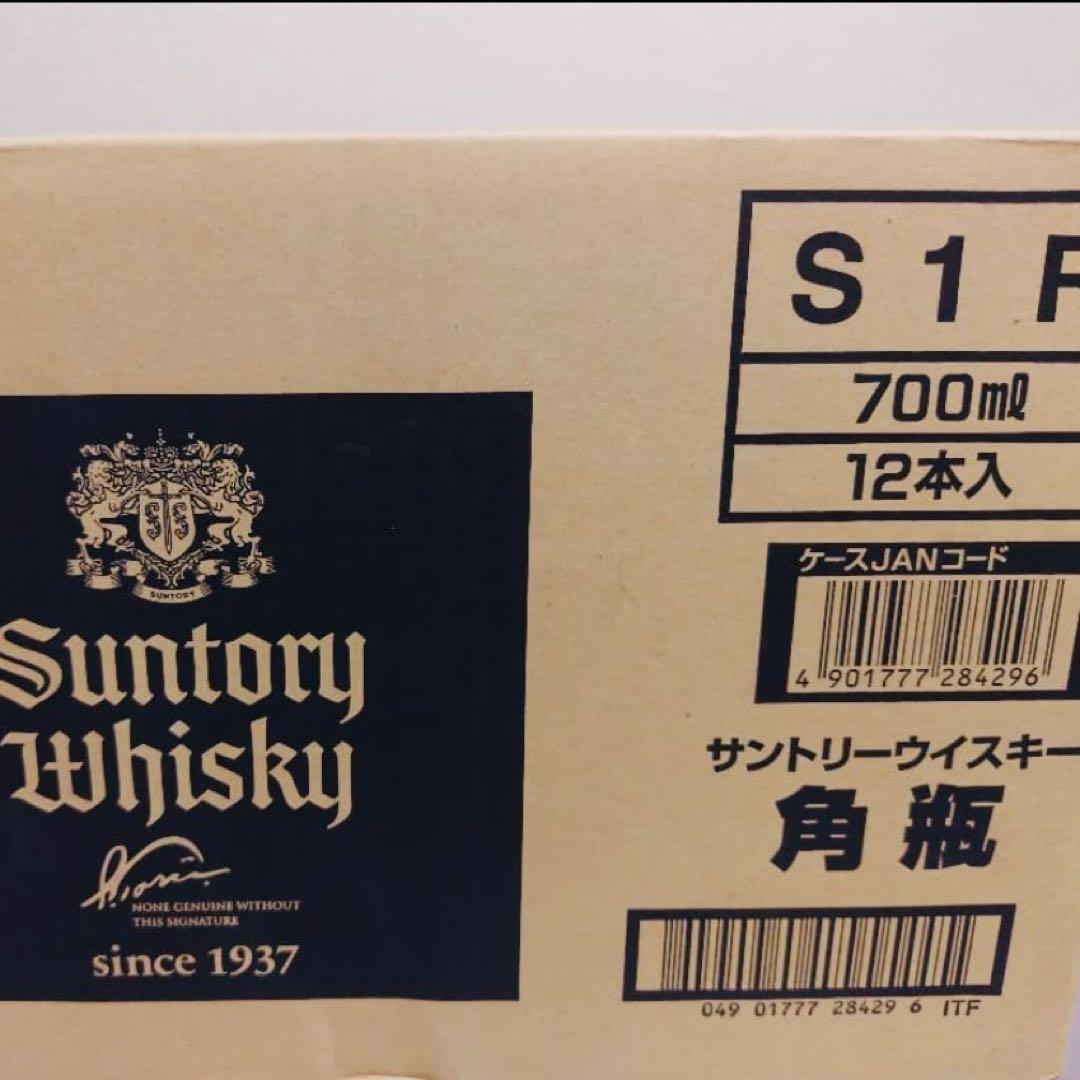 S 1 F
700ml
12本入
ケースJANコード
4 901777 284296
サントリーウイスキー
角瓶
049 01777 28429 6 ITF
SUNTORY
Suntory
Whisky
NONE GENUINE WITHOUT
THIS SIGNATURE
since 1937